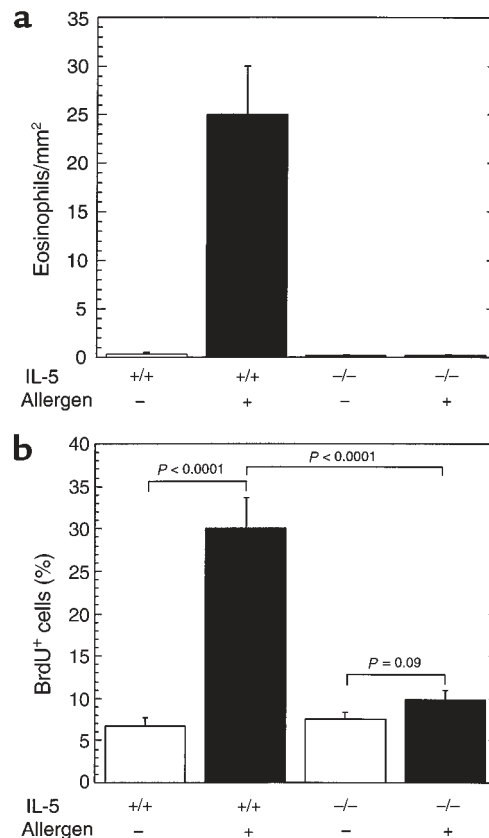 a
35
30
25
20
15
10
5
0
Eosinophils/mm²
IL-5 +/+ +/+ −/− −/−
Allergen − + − +
b
40
35
30
25
20
15
10
5
0
BrdU⁺ cells (%)
P < 0.0001
P < 0.0001
P = 0.09
IL-5 +/+ +/+ −/− −/−
Allergen − + − +